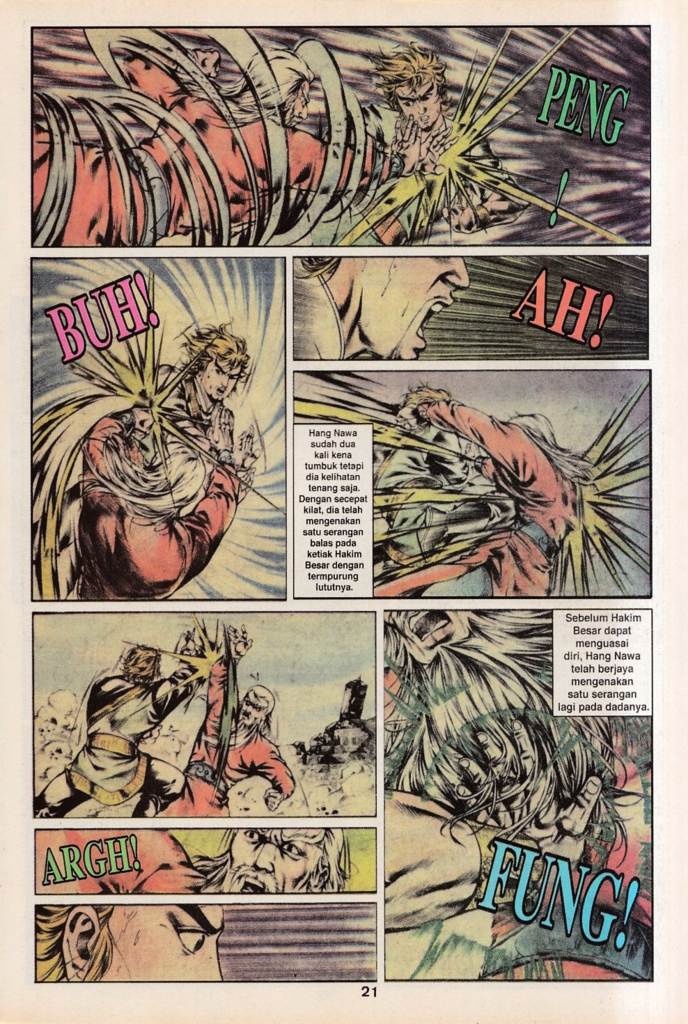 PENG
!
BUH!
AH!
Hang Nawa
sudah dua
kali kena
tumbuk tetapi
dia kelihatan
tenang saja.
Dengan secepat
kilat, dia telah
mengenakan
satu serangan
balas pada
ketiak Hakim
Besar dengan
termpurung
lututnya.
Sebelum Hakim
Besar dapat
menguasai
diri, Hang Nawa
telah berjaya
mengenakan
satu serangan
lagi pada dadanya.
ARGH!
FUNG!
21